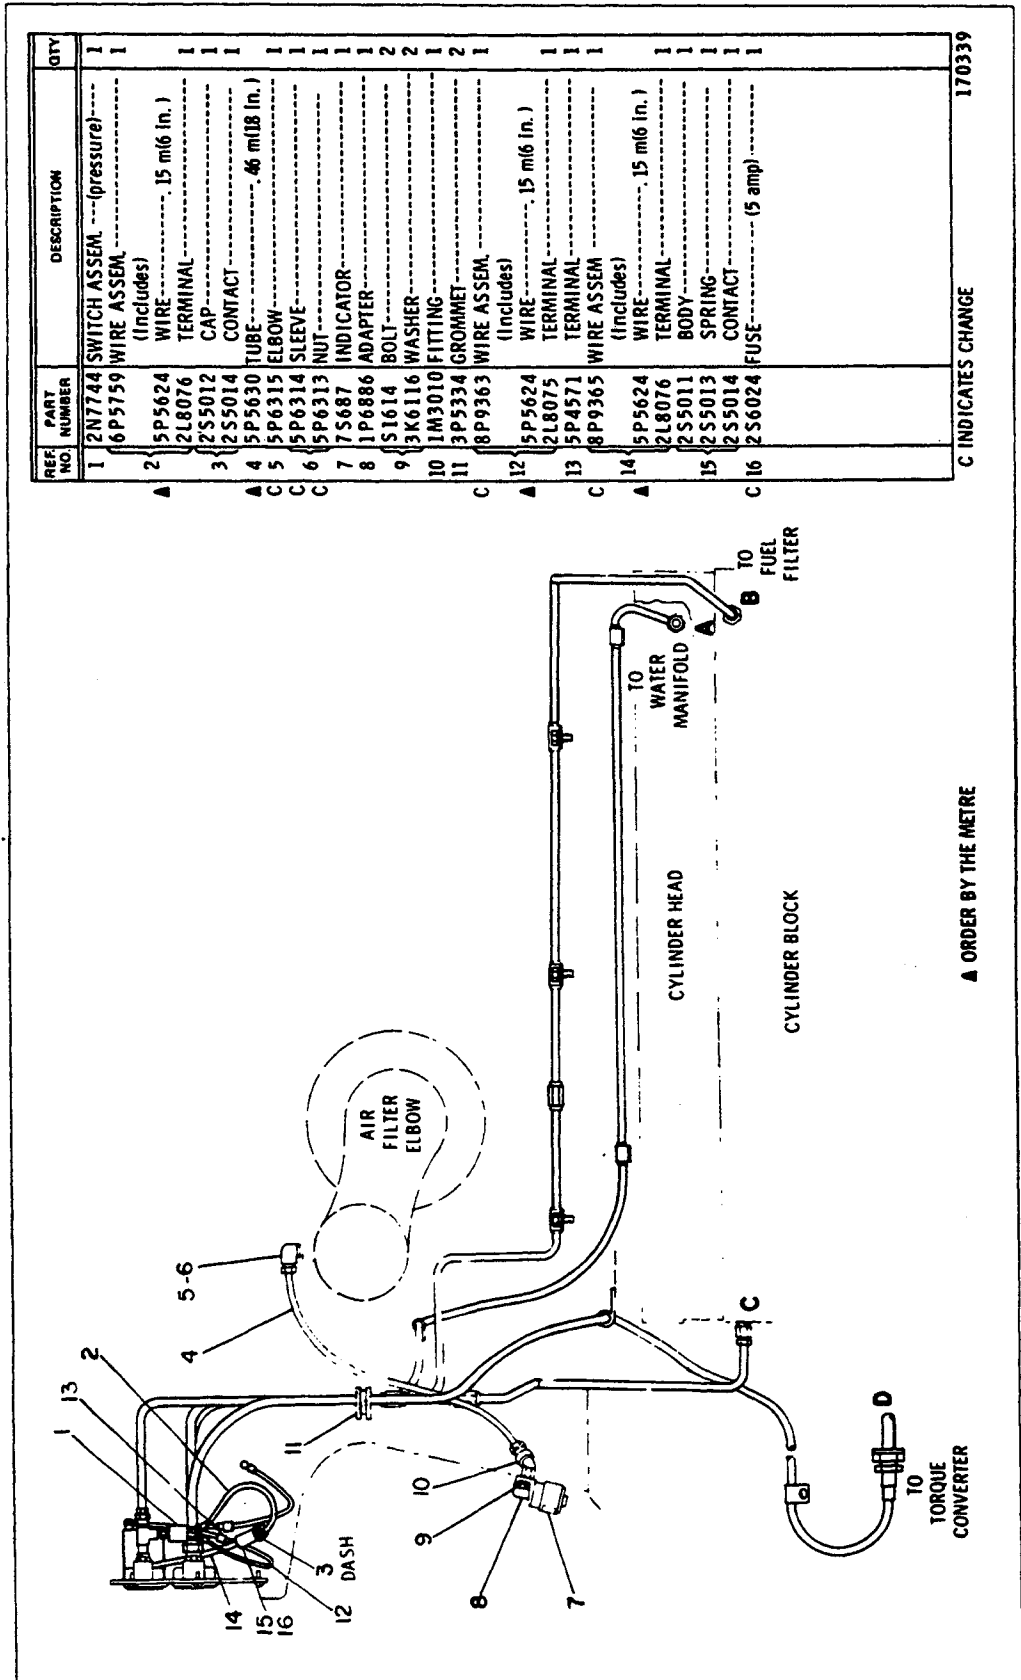 REF. NO. PART NUMBER DESCRIPTION QTY
1 2N7744 SWITCH ASSEM. ---(pressure)---- 1
6P5759 WIRE ASSEM. 1
(Includes)
▲ 2 5P5624 WIRE--------.15 m(6 in.)
2L8076 TERMINAL 1
2S5012 CAP 1
3 2S5014 CONTACT 1
▲ 4 5P5630 TUBE--------.46 m(18 in.)
C 5 5P6315 ELBOW 1
C 6 5P6314 SLEEVE 1
C 5P6313 NUT 1
7 7S687 INDICATOR 1
8 1P6886 ADAPTER 1
9 S1614 BOLT 2
3K6116 WASHER 2
10 1M3010 FITTING 1
11 3P5334 GROMMET 2
C 8P9363 WIRE ASSEM. 1
(Includes)
▲ 12 5P5624 WIRE--------.15 m(6 in.)
2L8075 TERMINAL 1
13 5P4571 TERMINAL 1
C 8P9365 WIRE ASSEM 1
(Includes)
▲ 14 5P5624 WIRE--------.15 m(6 in.)
2L8076 TERMINAL 1
2S5011 BODY 1
15 2S5013 SPRING 1
2S5014 CONTACT 1
C 16 2S6024 FUSE--------(5 amp) 1
C INDICATES CHANGE
170339
1
13
2
4
5-6
AIR
FILTER
ELBOW
14
15
16
3
DASH
12
11
10
9
8
7
TO
WATER
MANIFOLD
A
TO
FUEL
FILTER
B
CYLINDER HEAD
CYLINDER BLOCK
C
D
TO
TORQUE
CONVERTER
▲ ORDER BY THE METRE